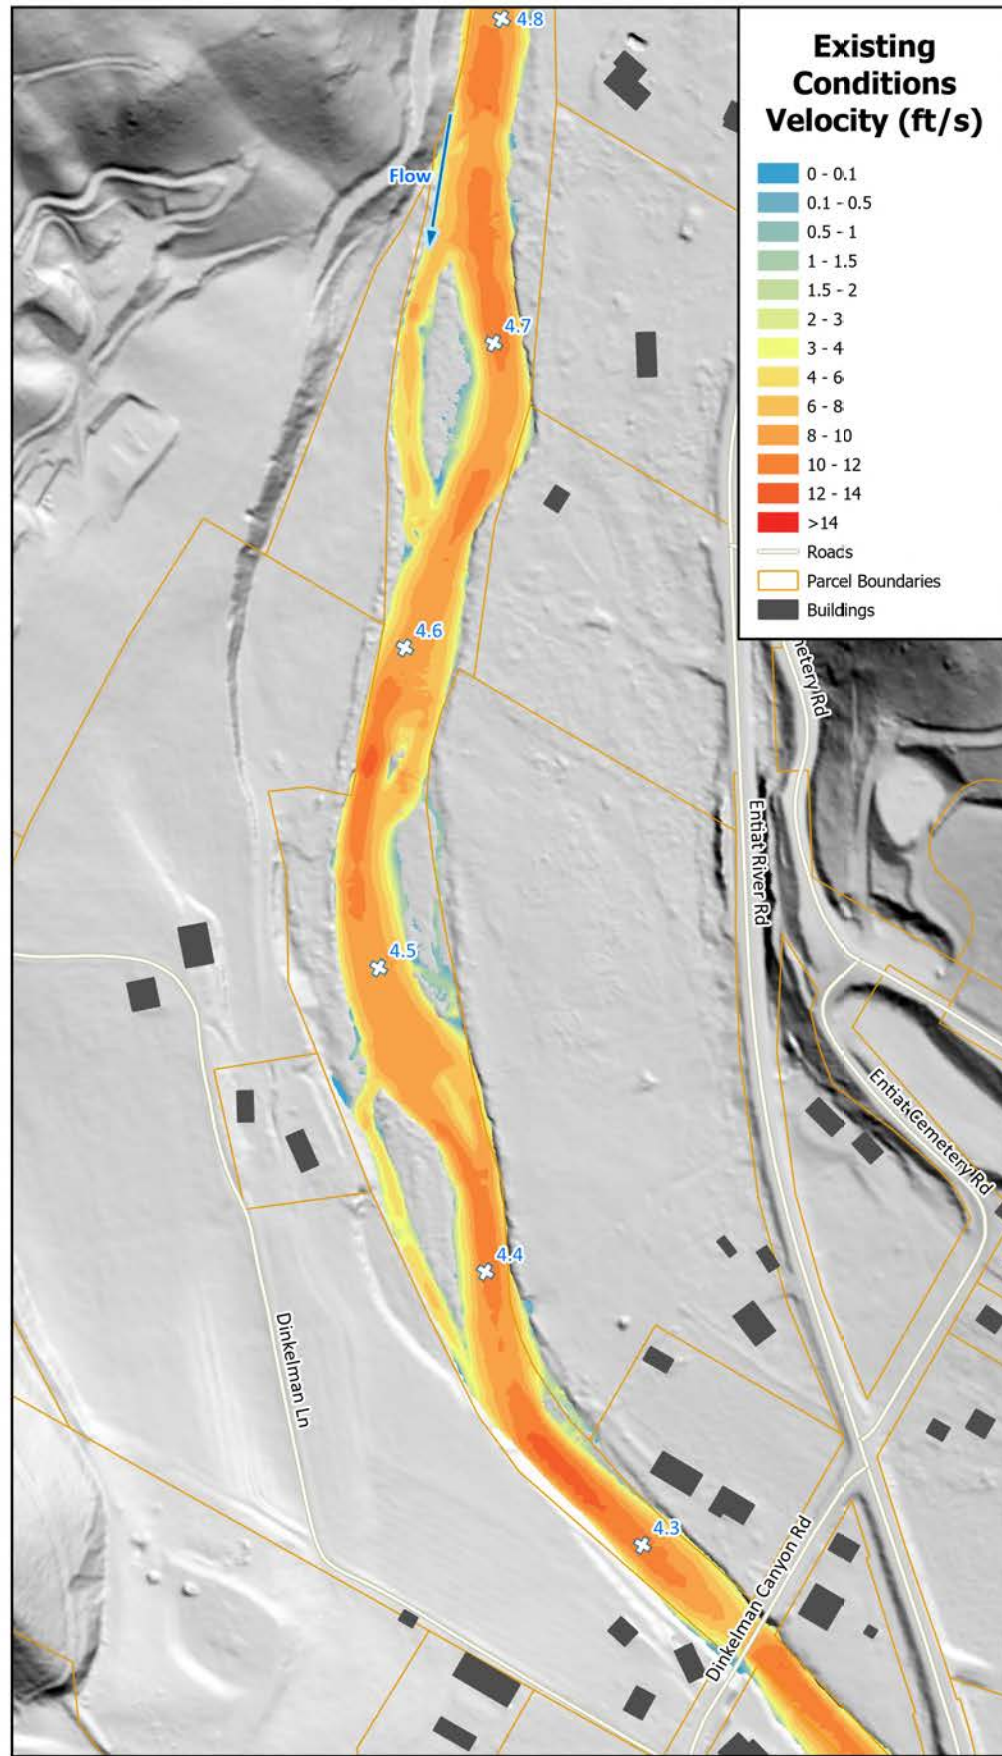 Existing
Conditions
Velocity (ft/s)
0 - 0.1
0.1 - 0.5
0.5 - 1
1 - 1.5
1.5 - 2
2 - 3
3 - 4
4 - 6
6 - 8
8 - 10
10 - 12
12 - 14
>14
Roads
Parcel Boundaries
Buildings
4.8
Flow
4.7
4.6
metery Rd
Entiat River Rd
4.5
Entiat Cemetery Rd
4.4
Dinkelman Ln
4.3
Dinkelman Canyon Rd